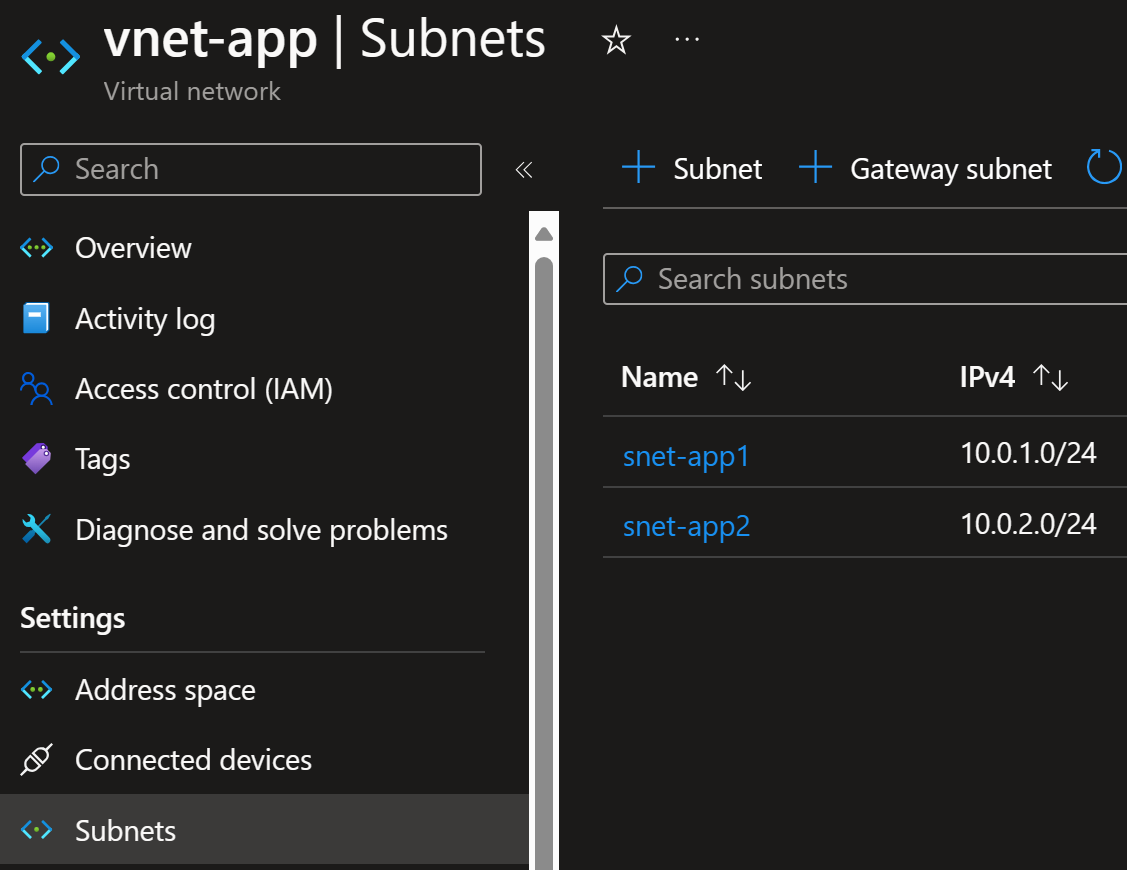 vnet-app | Subnets
Virtual network
Search
Overview
Activity log
Access control (IAM)
Tags
Diagnose and solve problems
Settings
Address space
Connected devices
Subnets
Subnet Gateway subnet
Search subnets
Name IPv4
snet-app1 10.0.1.0/24
snet-app2 10.0.2.0/24